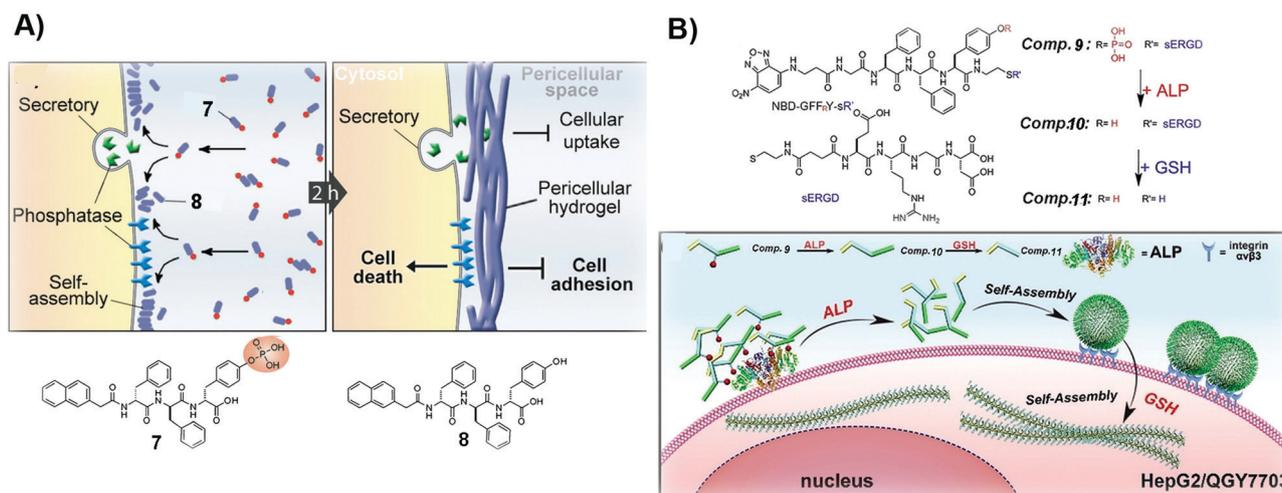 A)
Secretory
7
Phosphatase
8
Self-
assembly
2 h
Cytosol
Pericellular
space
Secretory
Cellular
uptake
Pericellular
hydrogel
Cell
death
Cell
adhesion
7
8
B)
NBD-GFF
Y-sR'
sERGD
Comp. 9: R= R'= sERGD
+ ALP
Comp.10: R= H R'= sERGD
+ GSH
Comp.11: R= H R'= H
Comp. 9 ALP Comp.10 GSH Comp.11 = ALP = integrin
αvβ3
ALP
Self-Assembly
Self-Assembly
GSH
nucleus
HepG2/QGY7703